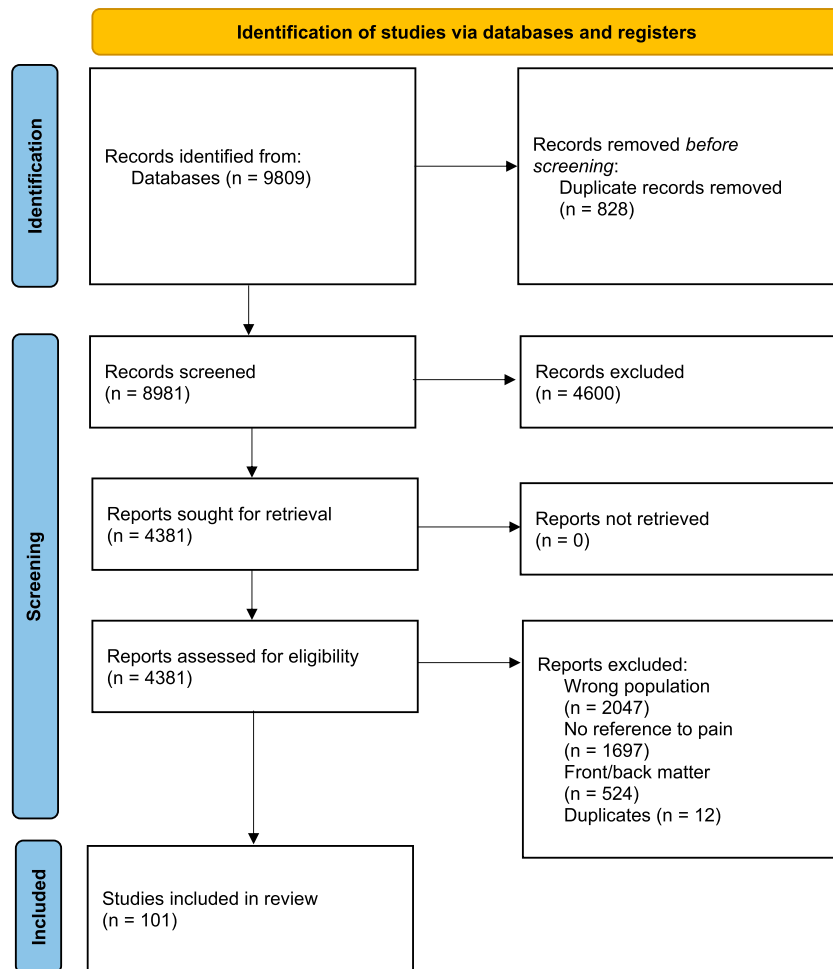 Identification of studies via databases and registers
Identification
Records identified from:
Databases (n = 9809)
Records removed before
screening:
Duplicate records removed
(n = 828)
Screening
Records screened
(n = 8981)
Records excluded
(n = 4600)
Reports sought for retrieval
(n = 4381)
Reports not retrieved
(n = 0)
Reports assessed for eligibility
(n = 4381)
Reports excluded:
Wrong population
(n = 2047)
No reference to pain
(n = 1697)
Front/back matter
(n = 524)
Duplicates (n = 12)
Included
Studies included in review
(n = 101)